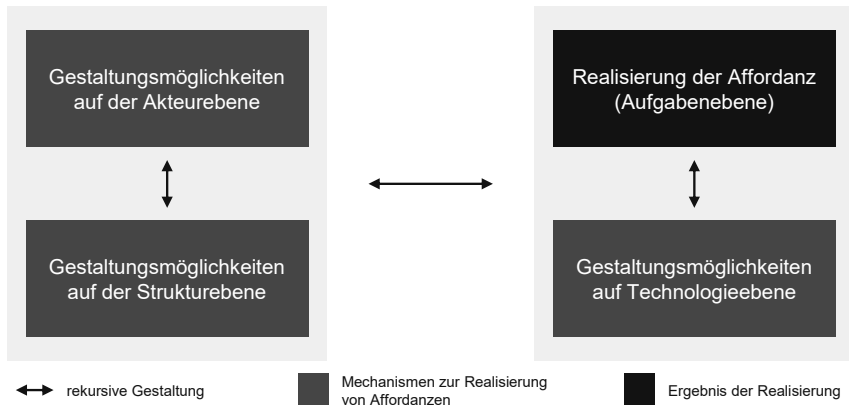 Gestaltungsmöglichkeiten
auf der Akteurebene
Realisierung der Affordanz
(Aufgabenebene)
Gestaltungsmöglichkeiten
auf der Strukturebene
Gestaltungsmöglichkeiten
auf Technologieebene
rekursive Gestaltung
Mechanismen zur Realisierung
von Affordanzen
Ergebnis der Realisierung